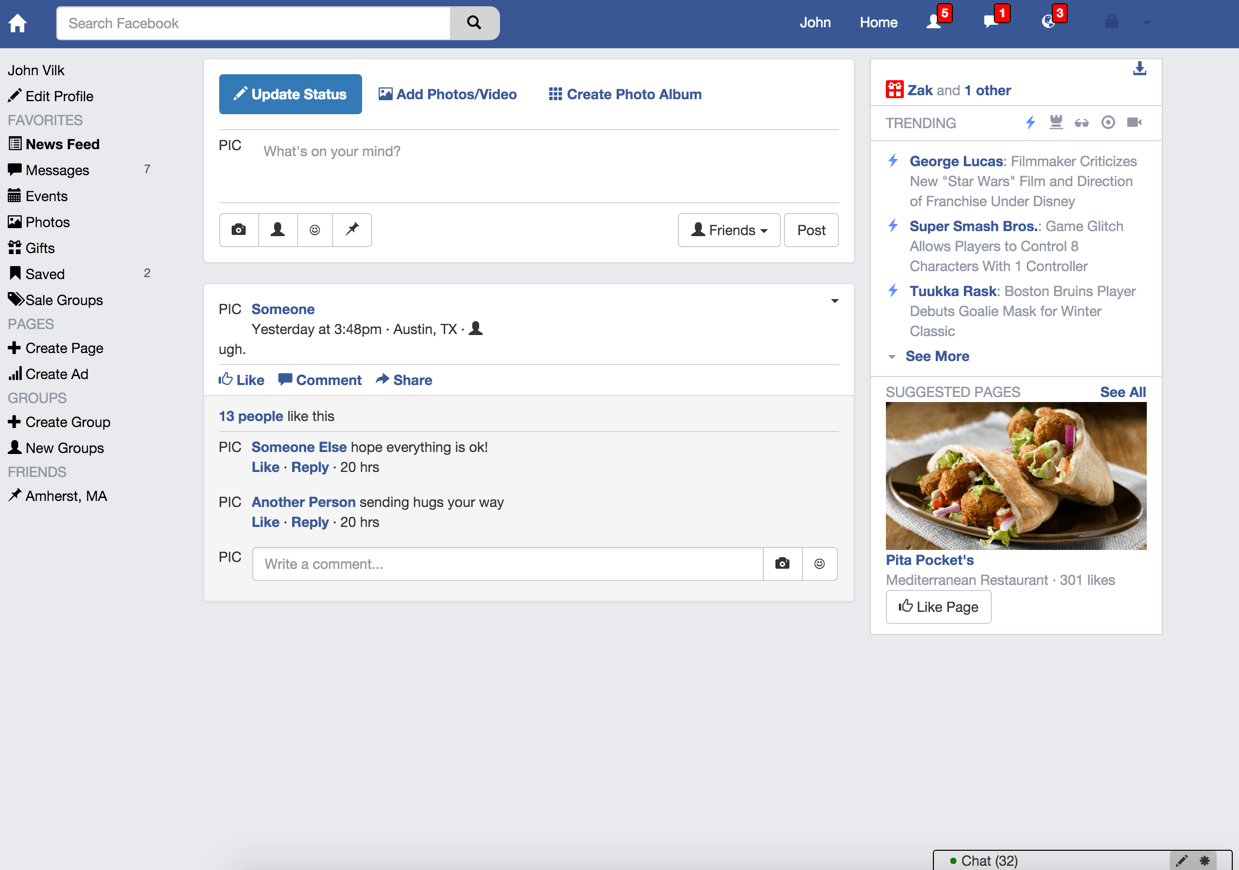 Search Facebook
John
Home
5
1
3
John Vilk
Edit Profile
FAVORITES
News Feed
Messages 7
Events
Photos
Gifts
Saved 2
Sale Groups
PAGES
Create Page
Create Ad
GROUPS
Create Group
New Groups
FRIENDS
Amherst, MA
Update Status
Add Photos/Video
Create Photo Album
PIC
What's on your mind?
Friends
Post
PIC Someone
Yesterday at 3:48pm · Austin, TX ·
ugh.
Like Comment Share
13 people like this
PIC Someone Else hope everything is ok!
Like · Reply · 20 hrs
PIC Another Person sending hugs your way
Like · Reply · 20 hrs
PIC
Write a comment...
Zak and 1 other
TRENDING
George Lucas: Filmmaker Criticizes
New "Star Wars" Film and Direction
of Franchise Under Disney
Super Smash Bros.: Game Glitch
Allows Players to Control 8
Characters With 1 Controller
Tuukka Rask: Boston Bruins Player
Debuts Goalie Mask for Winter
Classic
See More
SUGGESTED PAGES See All
Pita Pocket's
Mediterranean Restaurant · 301 likes
Like Page
Chat (32)